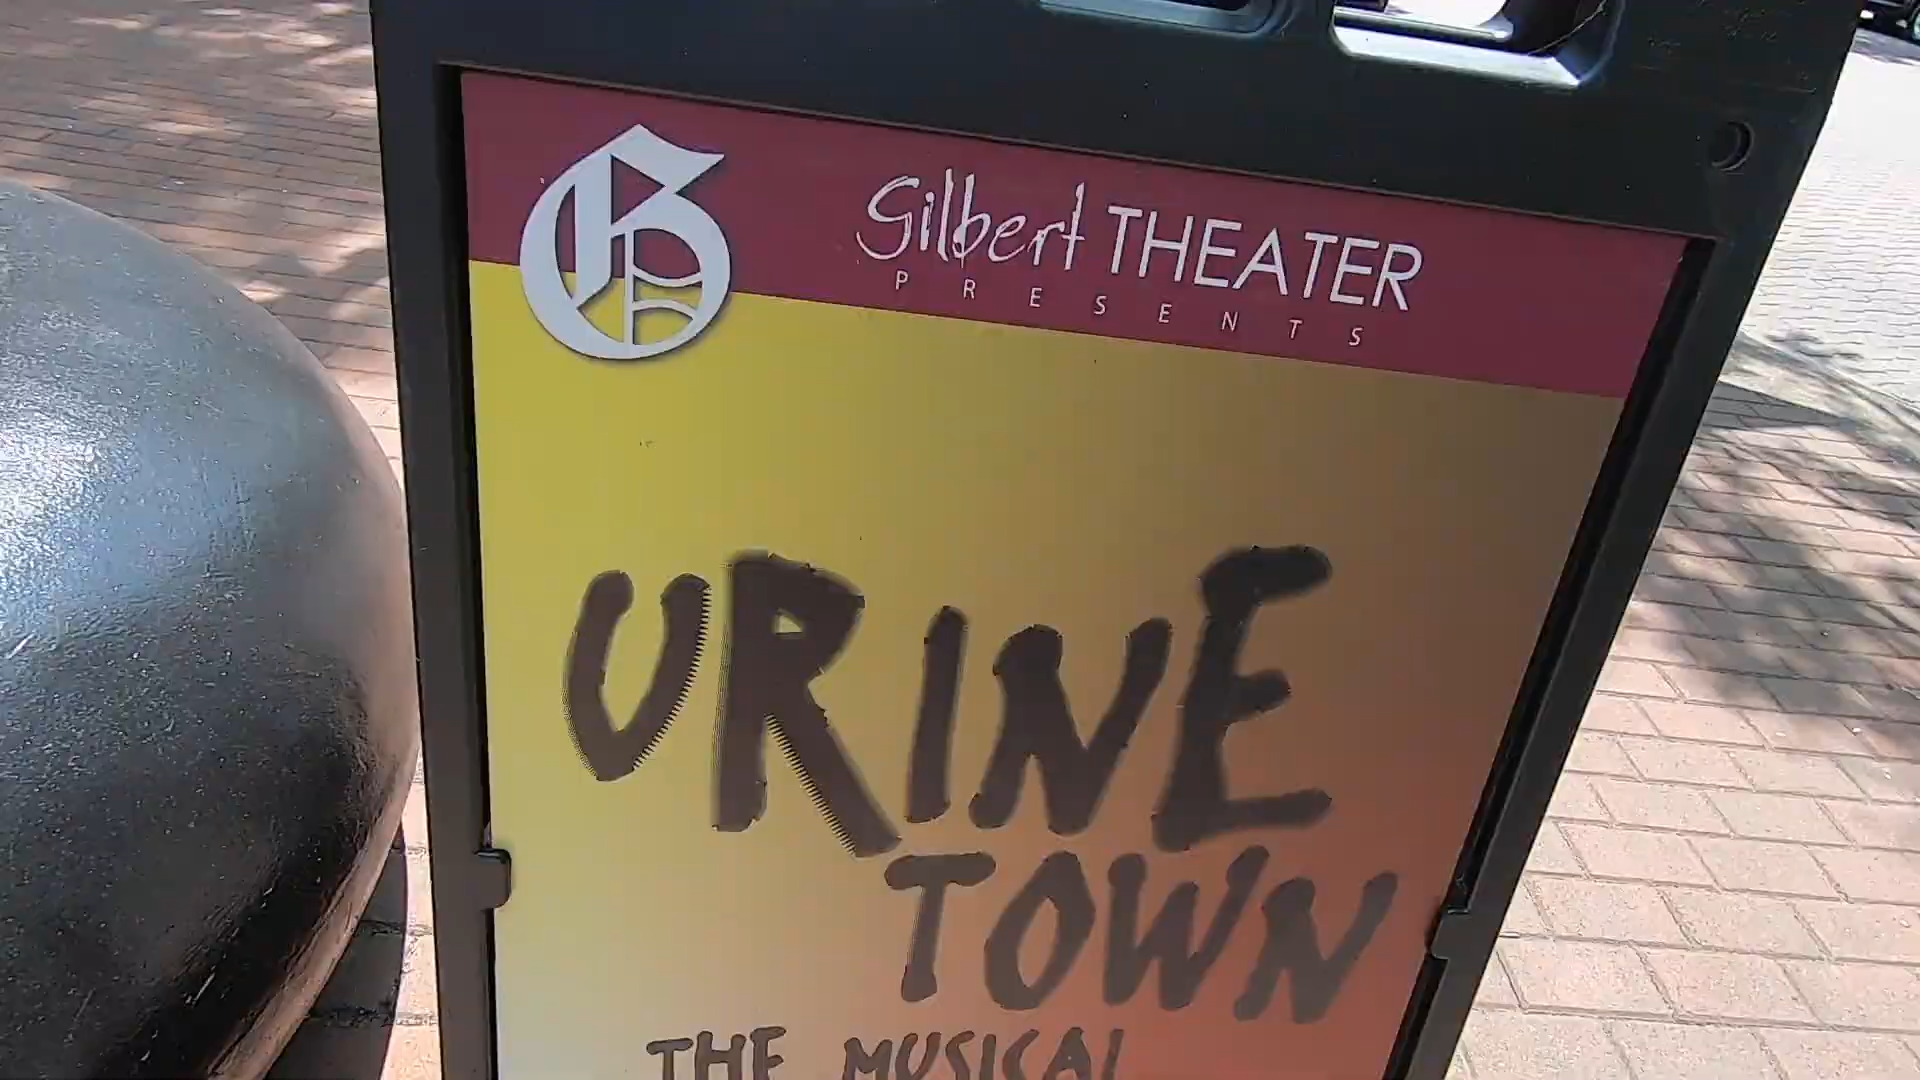 G
Gilbert THEATER
PRESENTS
URINE
TOWN
THE MUSICAL